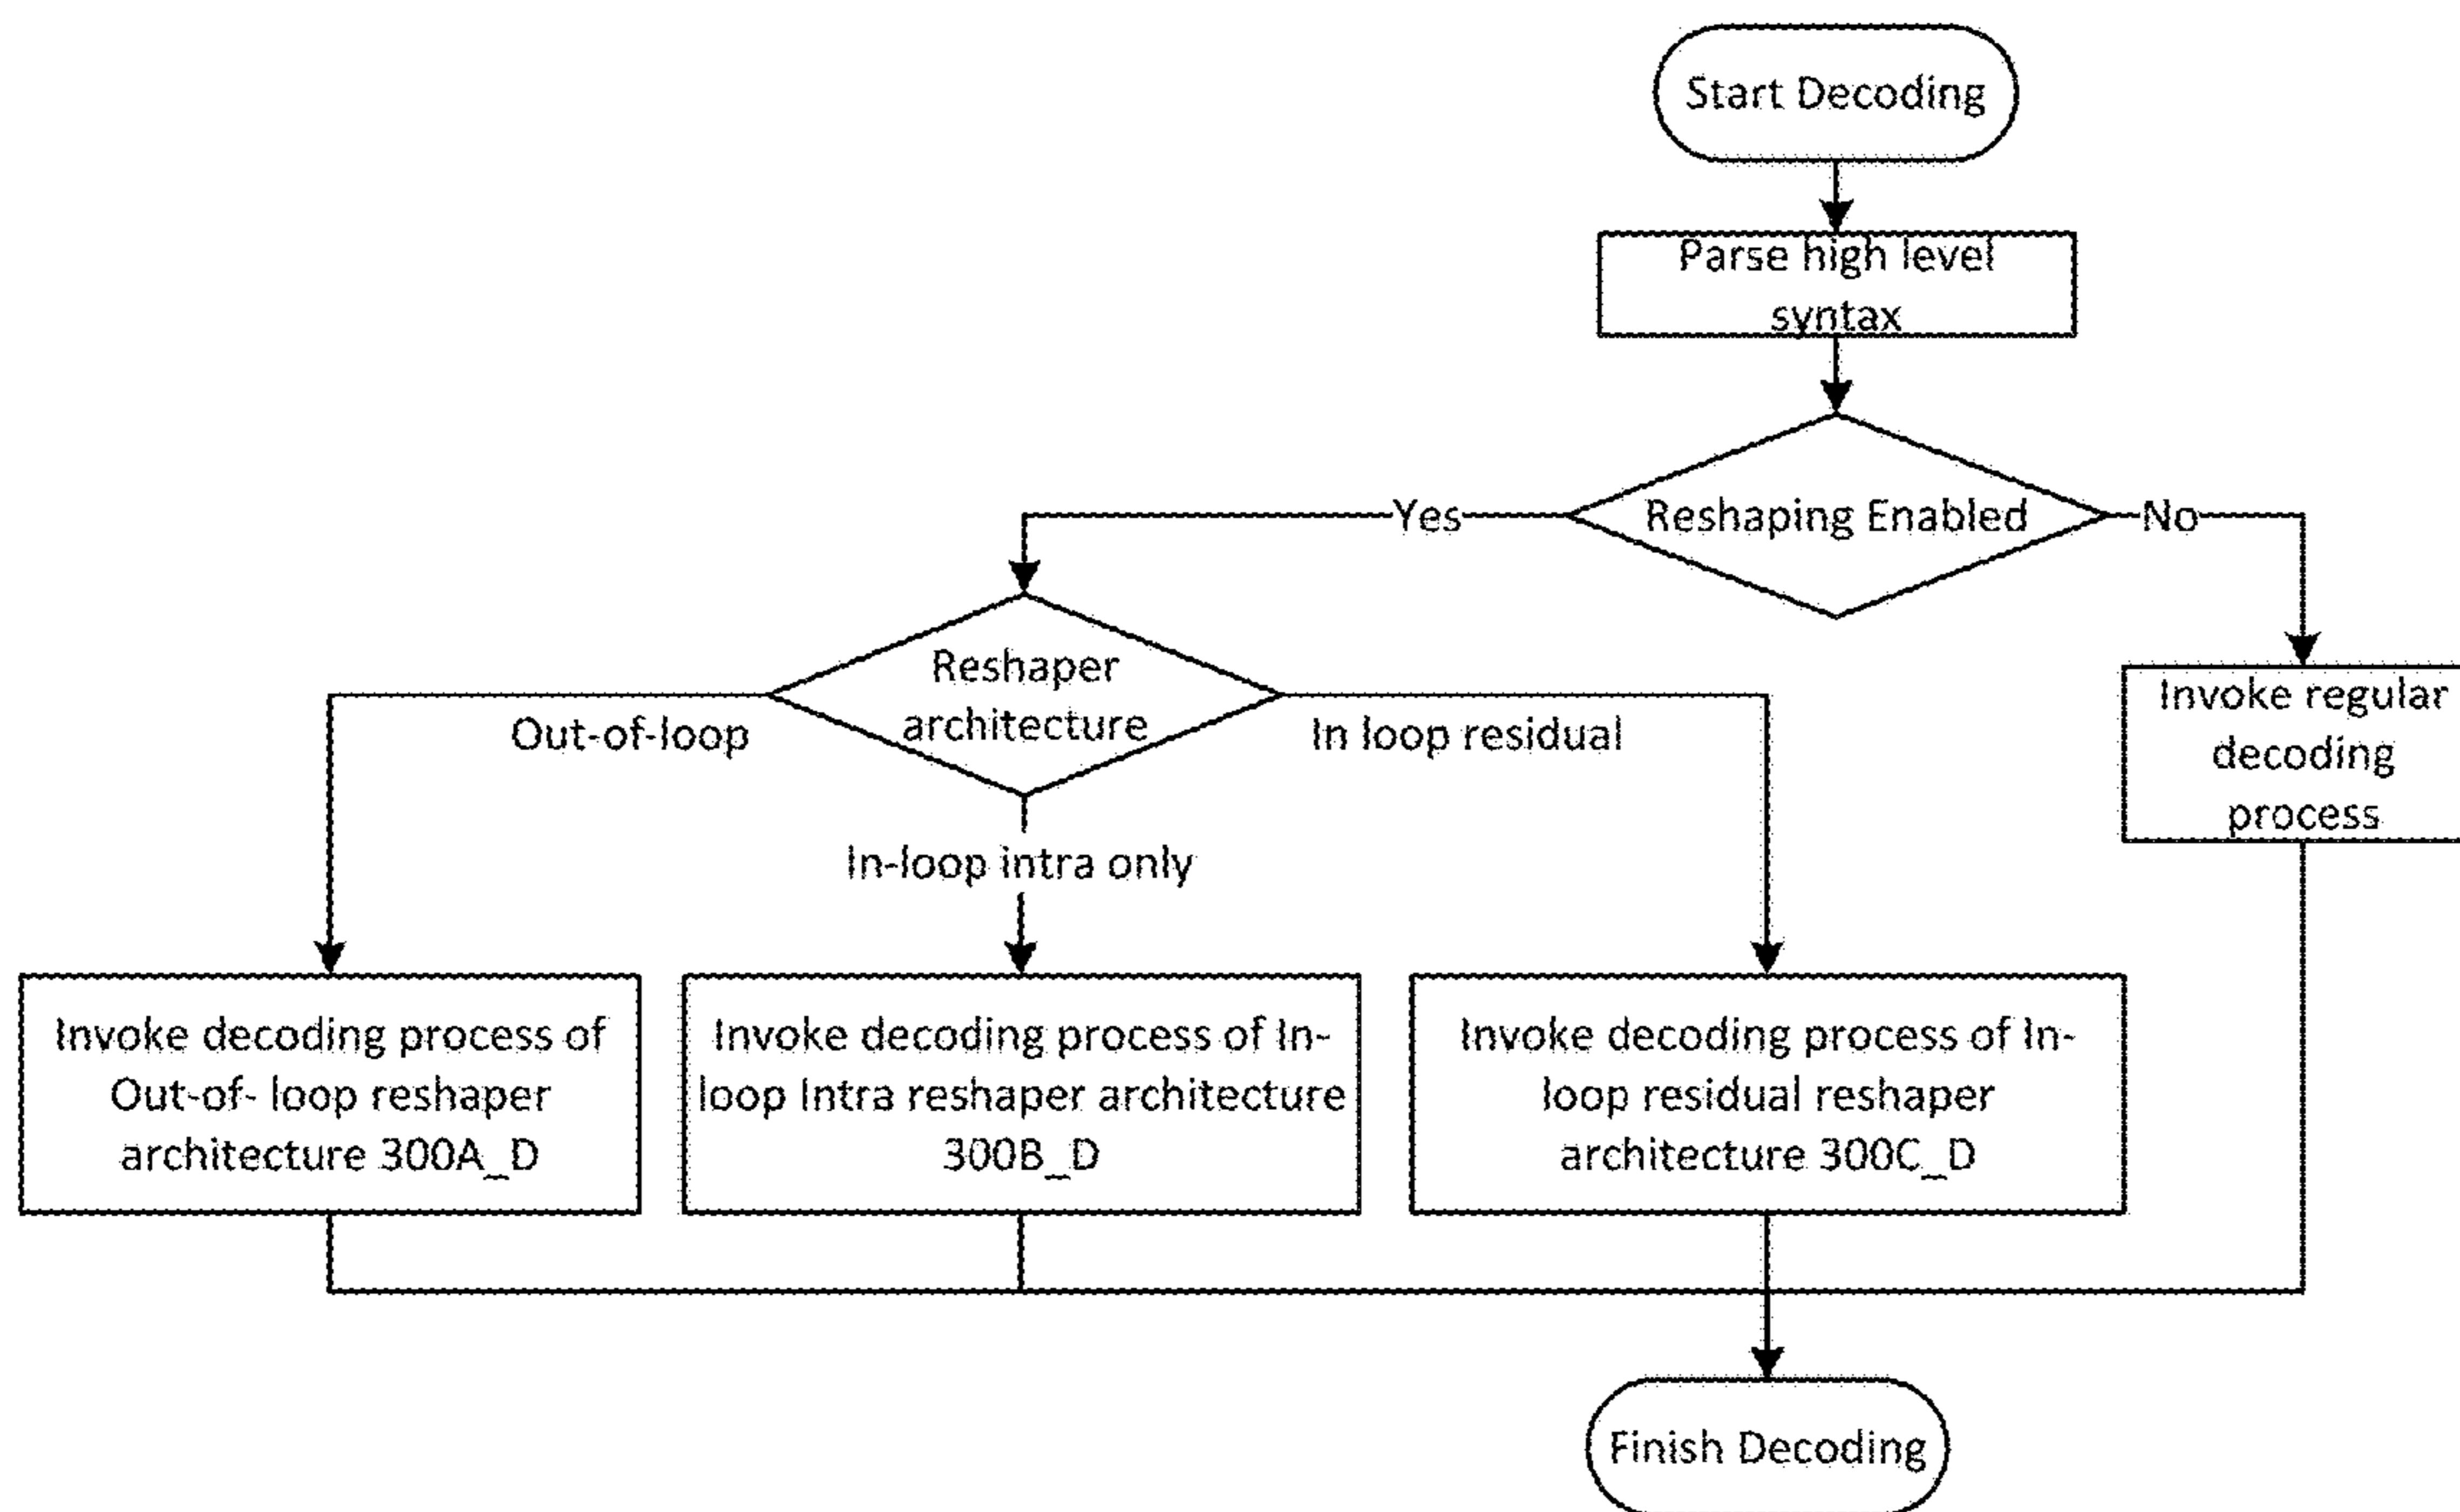 Start Decoding
Parse high level
syntax
Reshaping Enabled
Yes
No
Reshaper
architecture
Out-of-loop
In loop residual
In-loop intra only
Invoke regular
decoding
process
Invoke decoding process of
Out-of- loop reshaper
architecture 300A_D
Invoke decoding process of In-
loop Intra reshaper architecture
300B_D
Invoke decoding process of In-
loop residual reshaper
architecture 300C_D
Finish Decoding